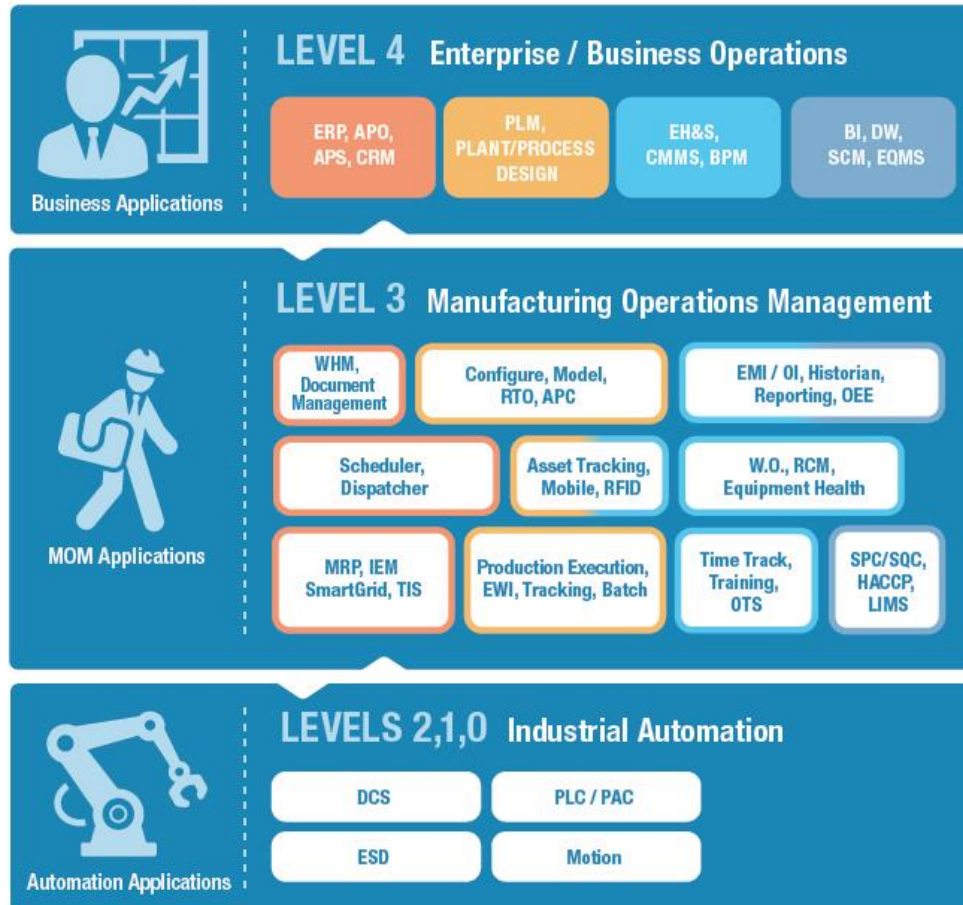 LEVEL 4 Enterprise / Business Operations
ERP, APO,
APS, CRM
PLM,
PLANT/PROCESS
DESIGN
EH&S,
CMMS, BPM
BI, DW,
SCM, EQMS
Business Applications
LEVEL 3 Manufacturing Operations Management
WHM,
Document
Management
Configure, Model,
RTO, APC
EMI / OI, Historian,
Reporting, OEE
Scheduler,
Dispatcher
Asset Tracking,
Mobile, RFID
W.O., RCM,
Equipment Health
MOM Applications
MRP, IEM
SmartGrid, TIS
Production Execution,
EWI, Tracking, Batch
Time Track,
Training,
OTS
SPC/SQC,
HACCP,
LIMS
LEVELS 2,1,0 Industrial Automation
DCS
PLC / PAC
ESD
Motion
Automation Applications